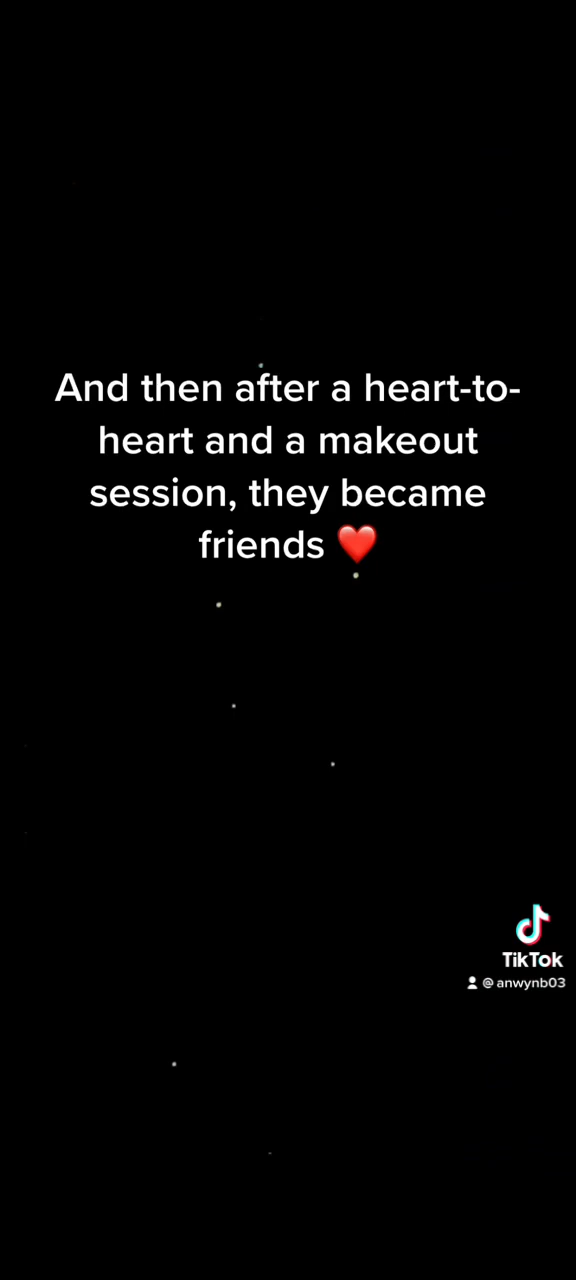 And then after a heart-to-
heart and a makeout
session, they became
friends ❤️
TikTok
@ anwynb03